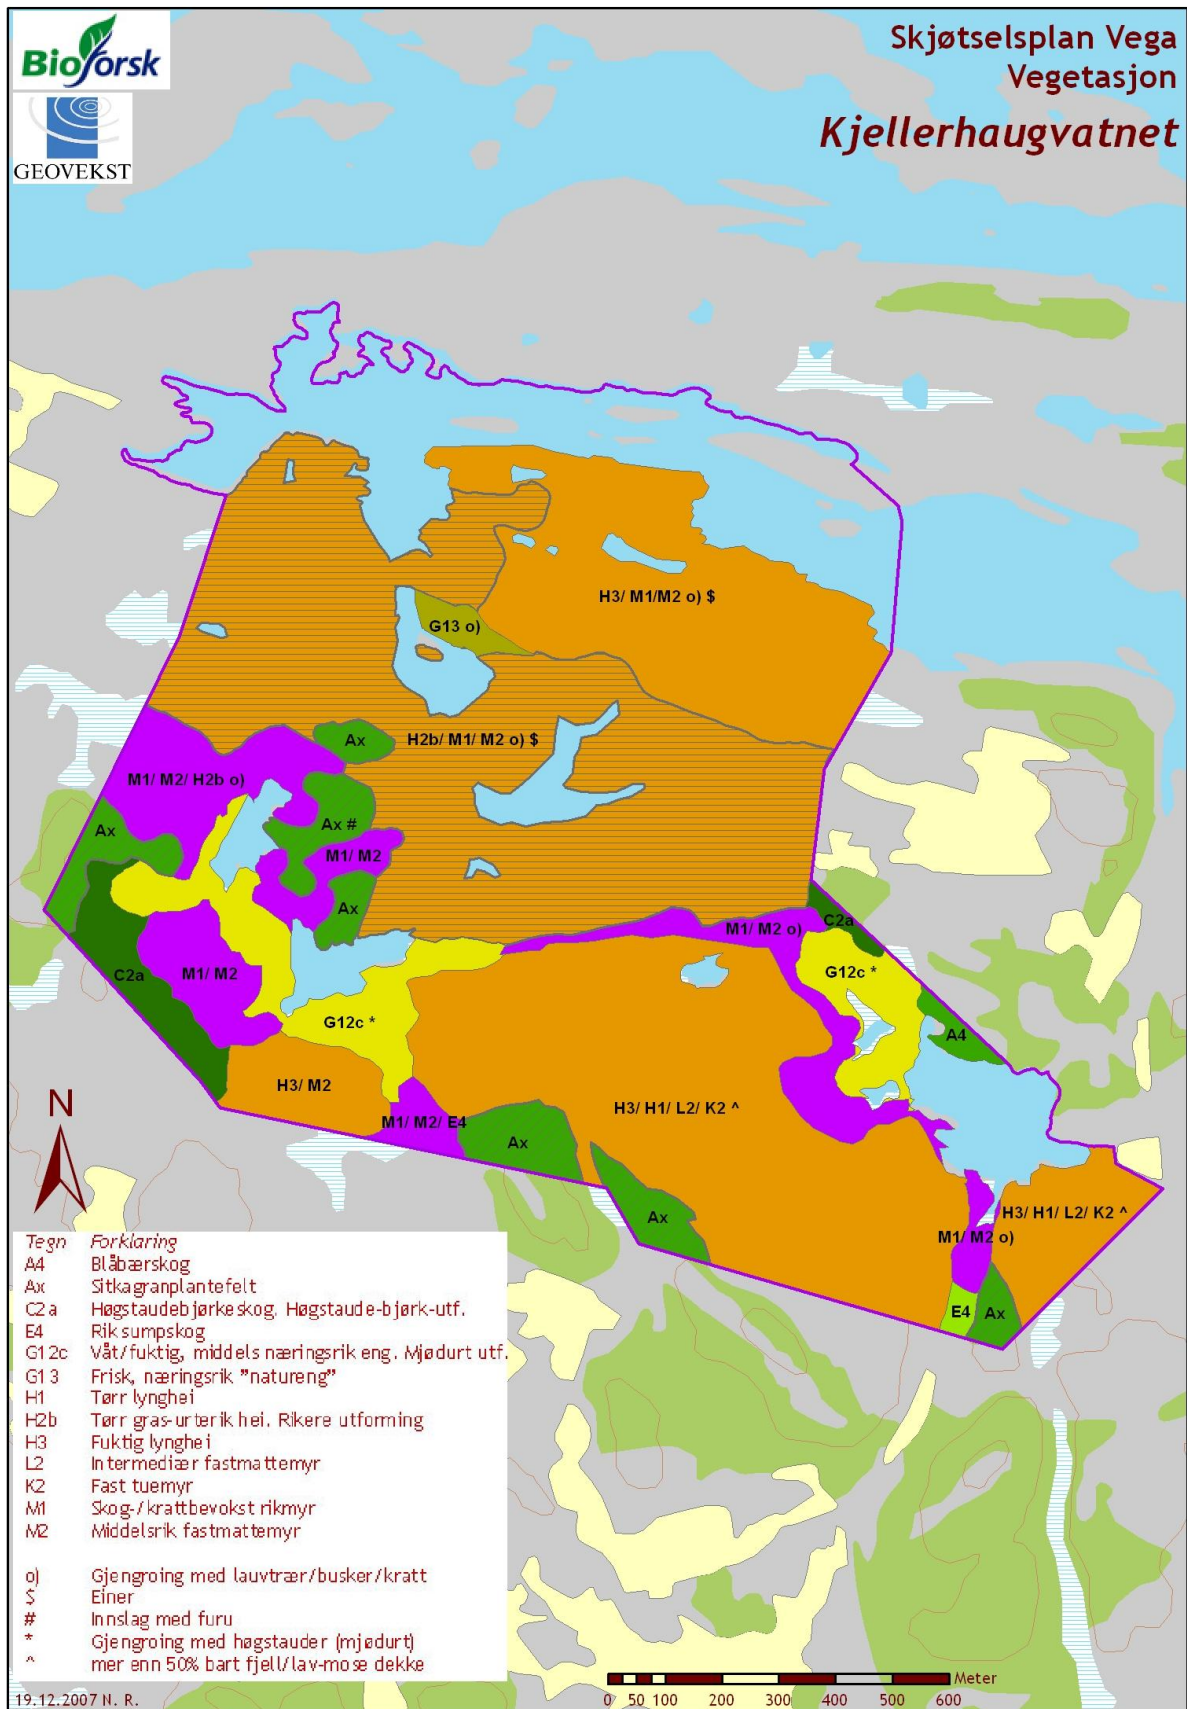 Bioforsk
GEOVEKST
Skjøtselsplan Vega
Vegetasjon
Kjellerhaugvatnet
H3/ M1/M2 o) $
G13 o)
Ax
H2b/ M1/ M2 o) $
M1/ M2/ H2b o)
Ax
Ax #
M1/ M2
Ax
C2a
M1/ M2 o)
C2a
M1/ M2
G12c *
G12c *
A4
H3/ M2
H3/ H1/ L2/ K2 ^
M1/ M2/ E4
Ax
Ax
H3/ H1/ L2/ K2 ^
M1/ M2 o)
E4
Ax
N
Tegn Forklaring
A4 Blåbærskog
Ax Sitkagranplantefelt
C2a Høgstaudebjørkeskog. Høgstaude-bjørk-utf.
E4 Rik sumpskog
G12c Våt/fuktig, middels næringsrik eng. Mjødurt utf.
G13 Frisk, næringsrik "natureng"
H1 Tørr lynghei
H2b Tørr gras-urterik hei. Rikere utforming
H3 Fuktig lynghei
L2 Intermediær fastmattemyr
K2 Fast tuemyr
M1 Skog-/krattbevokst rikmyr
M2 Middelsrik fastmattemyr
o) Gjengroing med lauvtrær/busker/kratt
$ Einer
# Innslag med furu
* Gjengroing med høgstauder (mjødurt)
^ mer enn 50% bart fjell/lav-mose dekke
19.12.2007 N. R.
Meter
0 50 100 200 300 400 500 600